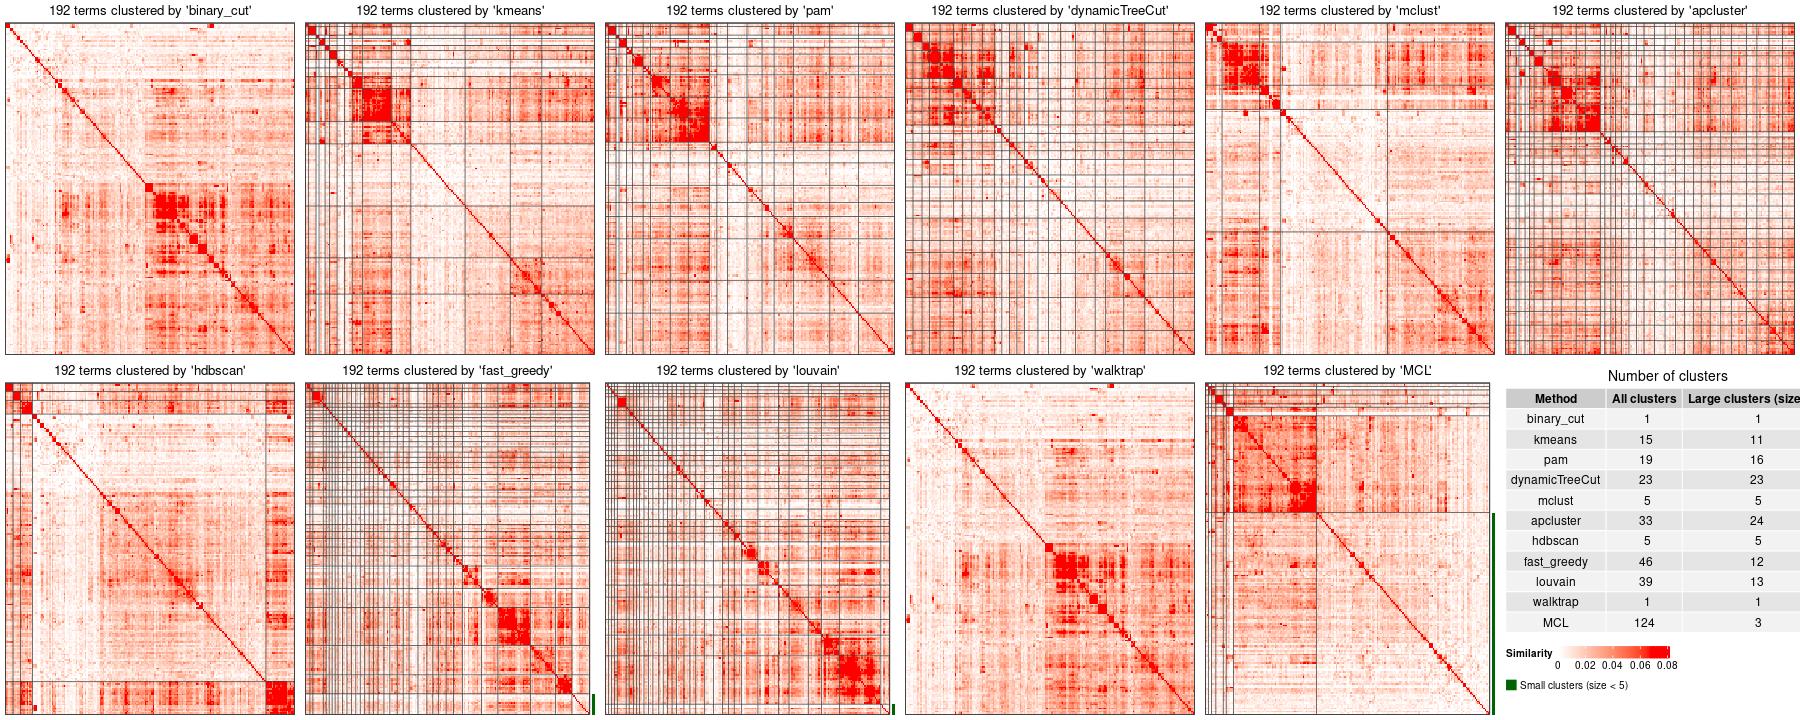 192 terms clustered by 'binary_cut'
192 terms clustered by 'kmeans'
192 terms clustered by 'pam'
192 terms clustered by 'dynamicTreeCut'
192 terms clustered by 'mclust'
192 terms clustered by 'apcluster'
192 terms clustered by 'hdbscan'
192 terms clustered by 'fast_greedy'
192 terms clustered by 'louvain'
192 terms clustered by 'walktrap'
192 terms clustered by 'MCL'
Number of clusters
Method All clusters Large clusters (size
binary_cut 1 1
kmeans 15 11
pam 19 16
dynamicTreeCut 23 23
mclust 5 5
apcluster 33 24
hdbscan 5 5
fast_greedy 46 12
louvain 39 13
walktrap 1 1
MCL 124 3
Similarity
0 0.02 0.04 0.06 0.08
Small clusters (size < 5)